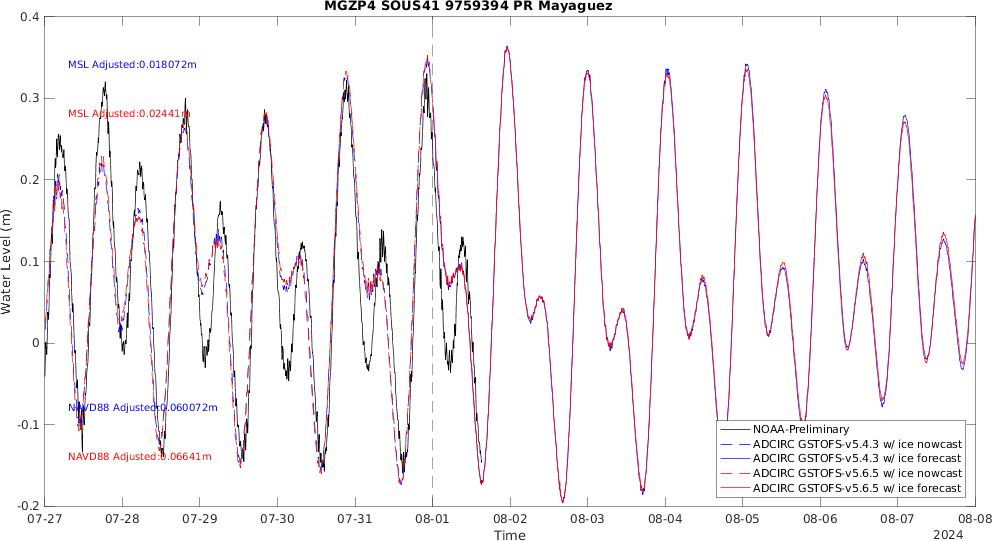 MGZP4 SOUS41 9759394 PR Mayaguez
0.4
0.3
0.2
0.1
0
-0.1
-0.2
Water Level (m)
MSL Adjusted:0.018072m
MSL Adjusted:0.02441m
NAVD88 Adjusted:0.060072m
NAVD88 Adjusted:0.06641m
NOAA-Preliminary
ADCIRC GSTOFS-v5.4.3 w/ ice nowcast
ADCIRC GSTOFS-v5.4.3 w/ ice forecast
ADCIRC GSTOFS-v5.6.5 w/ ice nowcast
ADCIRC GSTOFS-v5.6.5 w/ ice forecast
07-27 07-28 07-29 07-30 07-31 08-01 08-02 08-03 08-04 08-05 08-06 08-07 08-08
Time
2024